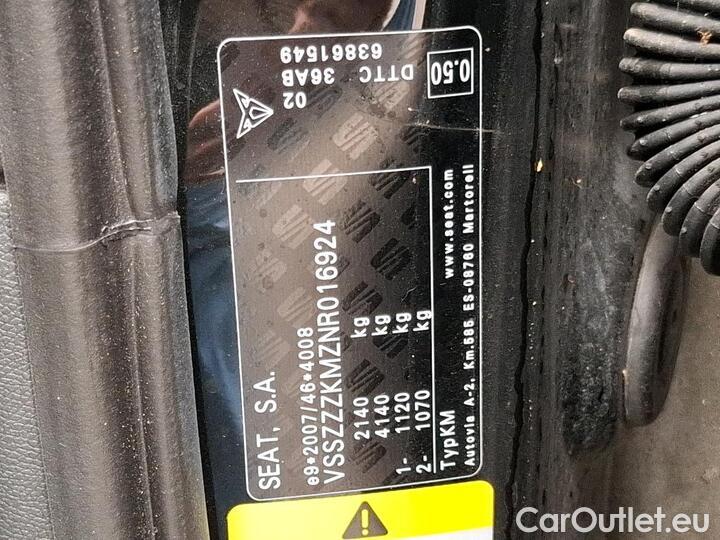 SEAT, S.A.
e9*2007/46*4008
VSSZZZKMZNR016924
2140 kg
4140 kg
1- 1120 kg
2- 1070 kg
TypKM
www.seat.com
Autovia A-2, Km.585 ES-08760 Martorell
02
36AB
DTTC 63861549
0.50
CarOutlet.eu